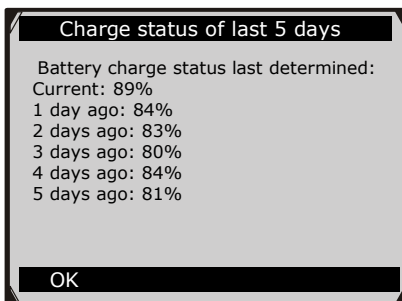 Charge status of last 5 days
Battery charge status last determined:
Current: 89%
1 day ago: 84%
2 days ago: 83%
3 days ago: 80%
4 days ago: 84%
5 days ago: 81%
OK